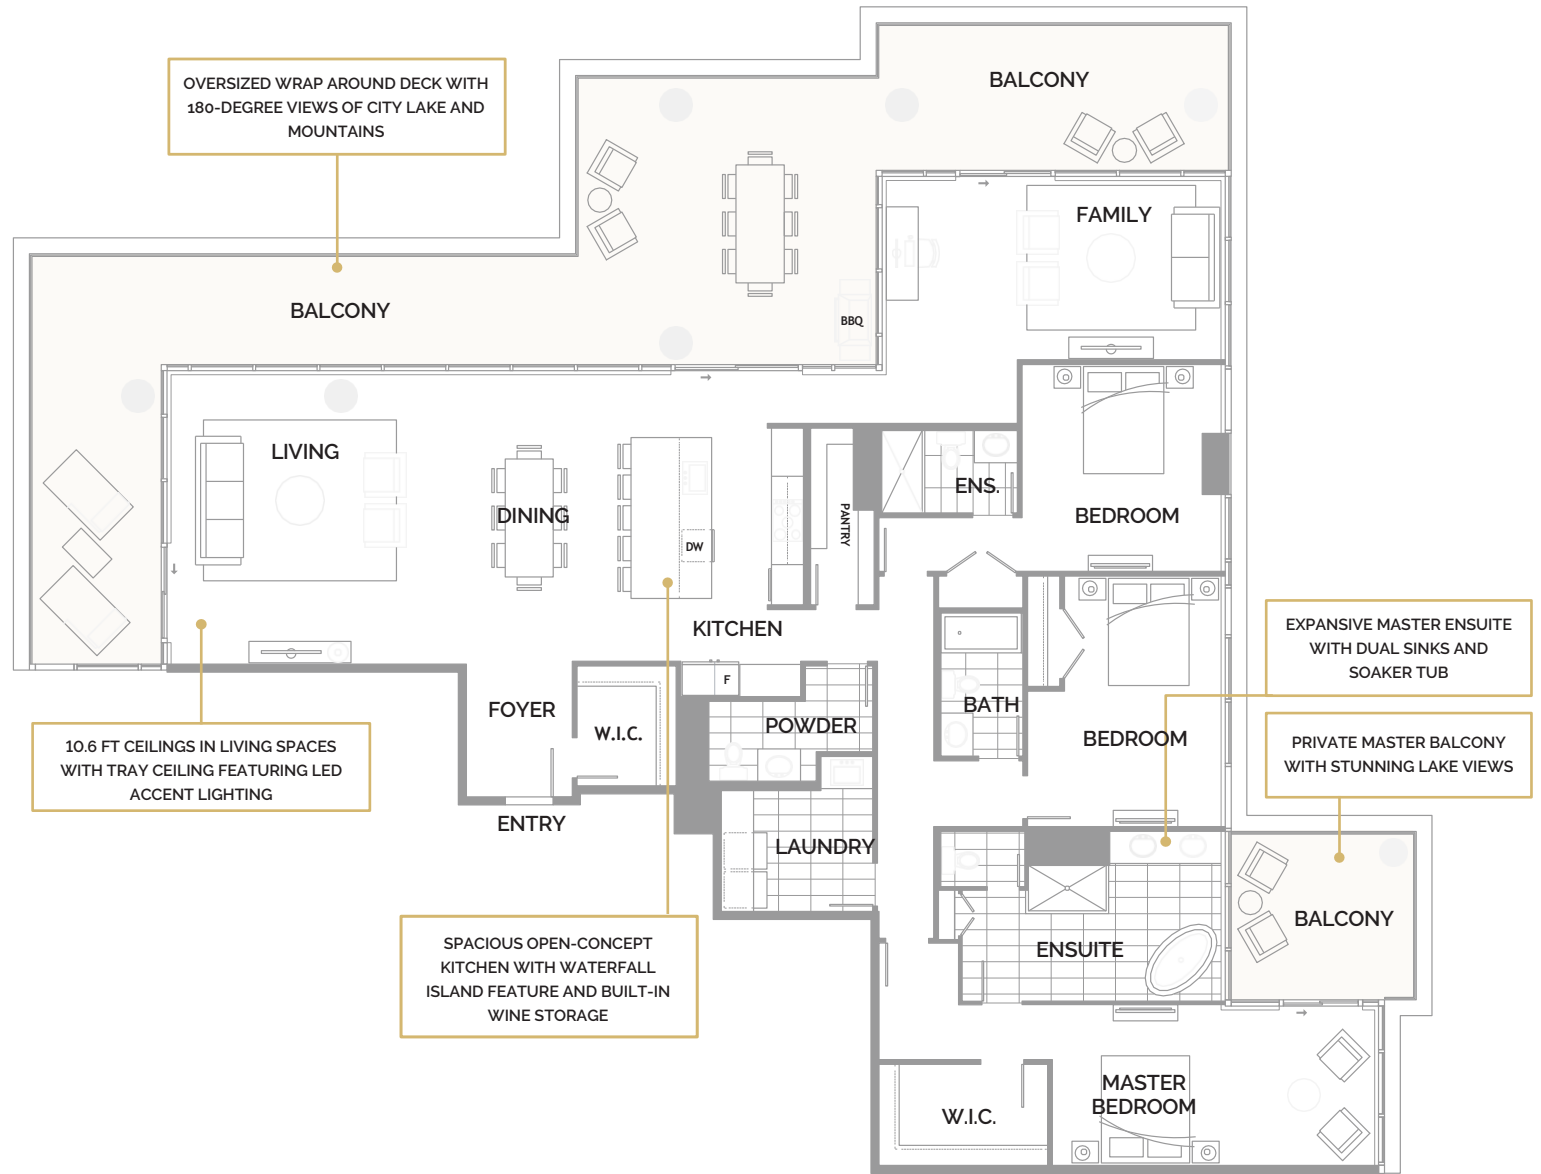 OVERSIZED WRAP AROUND DECK WITH
180-DEGREE VIEWS OF CITY LAKE AND
MOUNTAINS
BALCONY
FAMILY
BALCONY
BBQ
LIVING
DINING
DW
PANTRY
ENS.
BEDROOM
KITCHEN
F
FOYER
W.I.C.
POWDER
BATH
BEDROOM
EXPANSIVE MASTER ENSUITE
WITH DUAL SINKS AND
SOAKER TUB
10.6 FT CEILINGS IN LIVING SPACES
WITH TRAY CEILING FEATURING LED
ACCENT LIGHTING
PRIVATE MASTER BALCONY
WITH STUNNING LAKE VIEWS
ENTRY
LAUNDRY
SPACIOUS OPEN-CONCEPT
KITCHEN WITH WATERFALL
ISLAND FEATURE AND BUILT-IN
WINE STORAGE
ENSUITE
BALCONY
MASTER
BEDROOM
W.I.C.